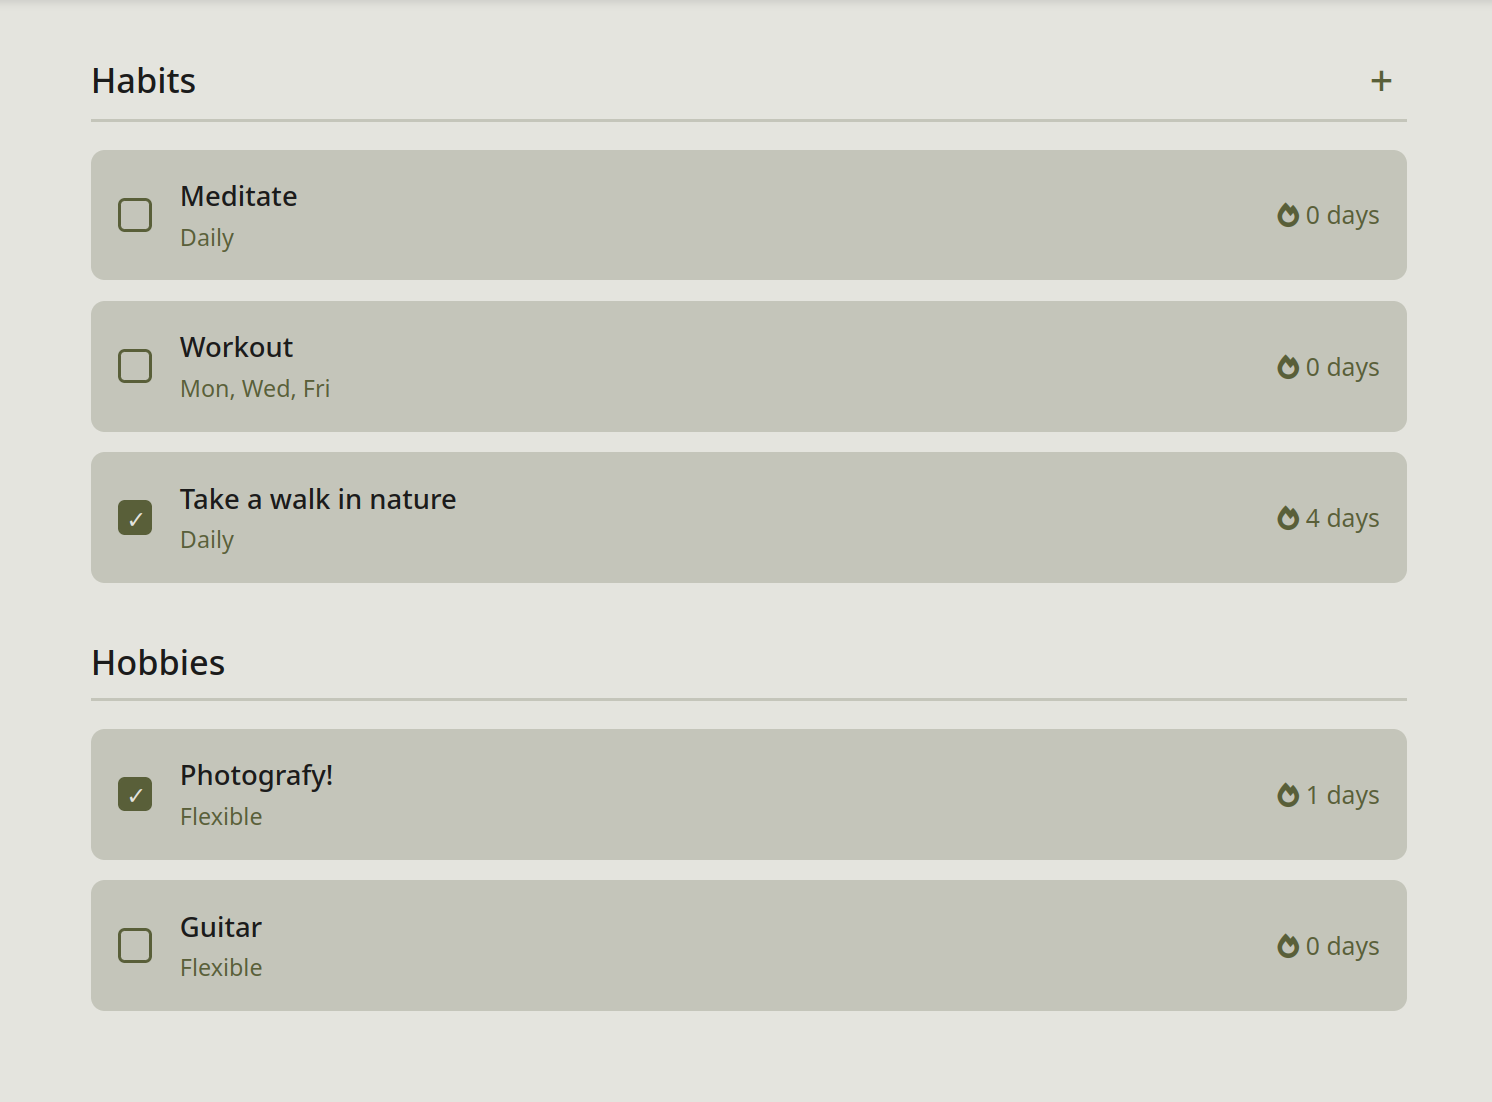 Habits
+
Meditate
Daily
0 days
Workout
Mon, Wed, Fri
0 days
✓
Take a walk in nature
Daily
4 days
Hobbies
✓
Photografy!
Flexible
1 days
Guitar
Flexible
0 days